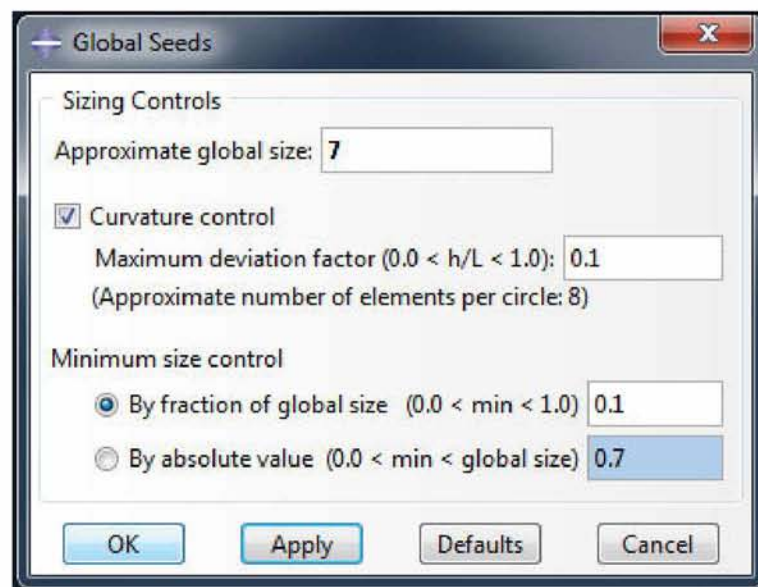 Global Seeds
x
Sizing Controls
Approximate global size: 7
Curvature control
Maximum deviation factor (0.0 < h/L < 1.0): 0.1
(Approximate number of elements per circle: 8)
Minimum size control
By fraction of global size (0.0 < min < 1.0) 0.1
By absolute value (0.0 < min < global size) 0.7
OK Apply Defaults Cancel